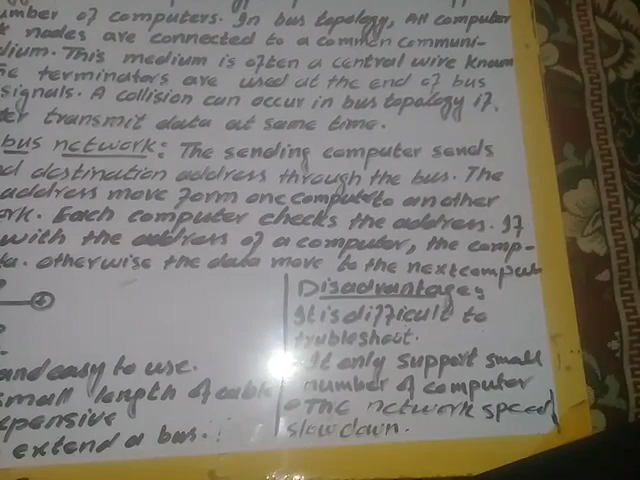 umber of computers. In bus topology, All computer
nodes are connected to a common communi-
dium. This medium is often a central wire known
terminators are used at the end of bus
signals. A collision can occur in bus topology if
transmit data at same time.
bus network: The sending computer sends
d destination address through the bus. The
address move form one computer to another
ork. Each computer checks the address. If
with the address of a computer, the comp-
ta. otherwise the data move to the next comput
Disadvantage:
It is difficult to
trubleshoot.
It only support small
number of computer
The network speed
slow down.
and easy to use.
small length of cable
xpensive
extend a bus.